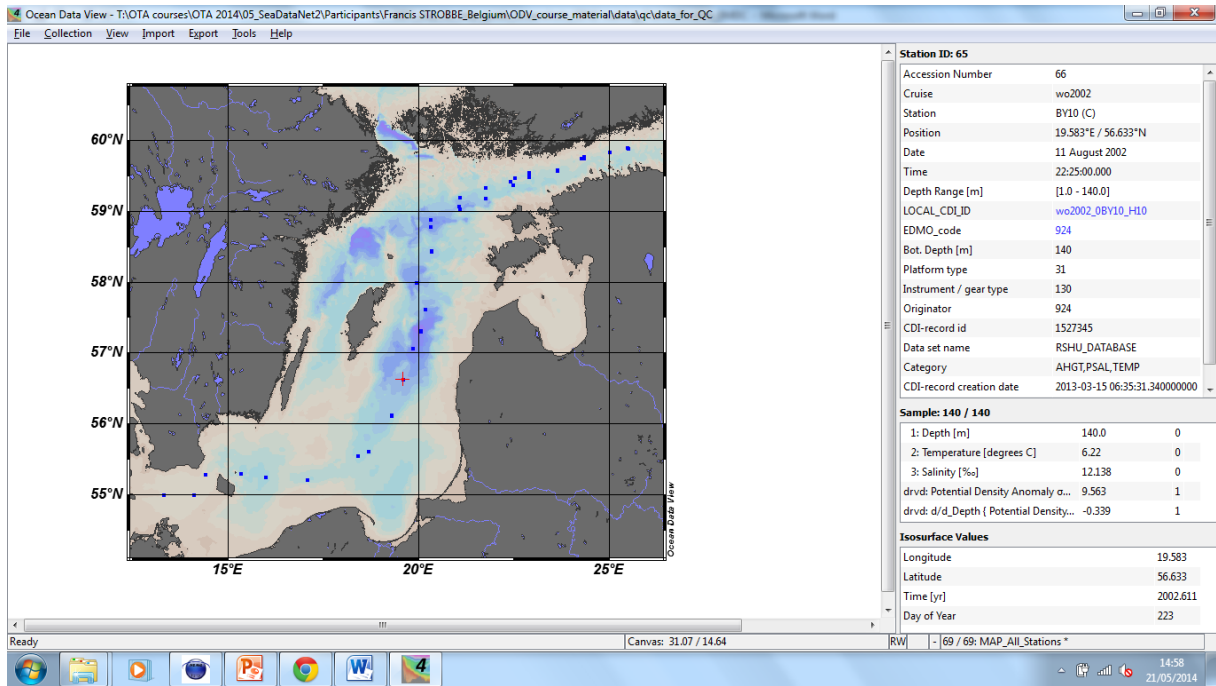 Ocean Data View - T:\OTA courses\OTA 2014\05_SeaDataNet2\Participants\Francis STROBBE_Belgium\ODV_course_material\data\qc\data_for_QC
File Collection View Import Export Tools Help
60°N
59°N
58°N
57°N
56°N
55°N
15°E 20°E 25°E
Ocean Data View
Station ID: 65
Accession Number 66
Cruise wo2002
Station BY10 (C)
Position 19.583°E / 56.633°N
Date 11 August 2002
Time 22:25:00.000
Depth Range [m] [1.0 - 140.0]
LOCAL_CDI_ID wo2002_0BY10_H10
EDMO_code 924
Bot. Depth [m] 140
Platform type 31
Instrument / gear type 130
Originator 924
CDI-record id 1527345
Data set name RSHU_DATABASE
Category AHGT,PSAL,TEMP
CDI-record creation date 2013-03-15 06:35:31.340000000
Sample: 140 / 140
1: Depth [m] 140.0 0
2: Temperature [degrees C] 6.22 0
3: Salinity [‰] 12.138 0
drvd: Potential Density Anomaly σ... 9.563 1
drvd: d/d_Depth { Potential Density... -0.339 1
Isosurface Values
Longitude 19.583
Latitude 56.633
Time [yr] 2002.611
Day of Year 223
Ready Canvas: 31.07 / 14.64 RW - 69 / 69: MAP_All_Stations *
14:58
21/05/2014